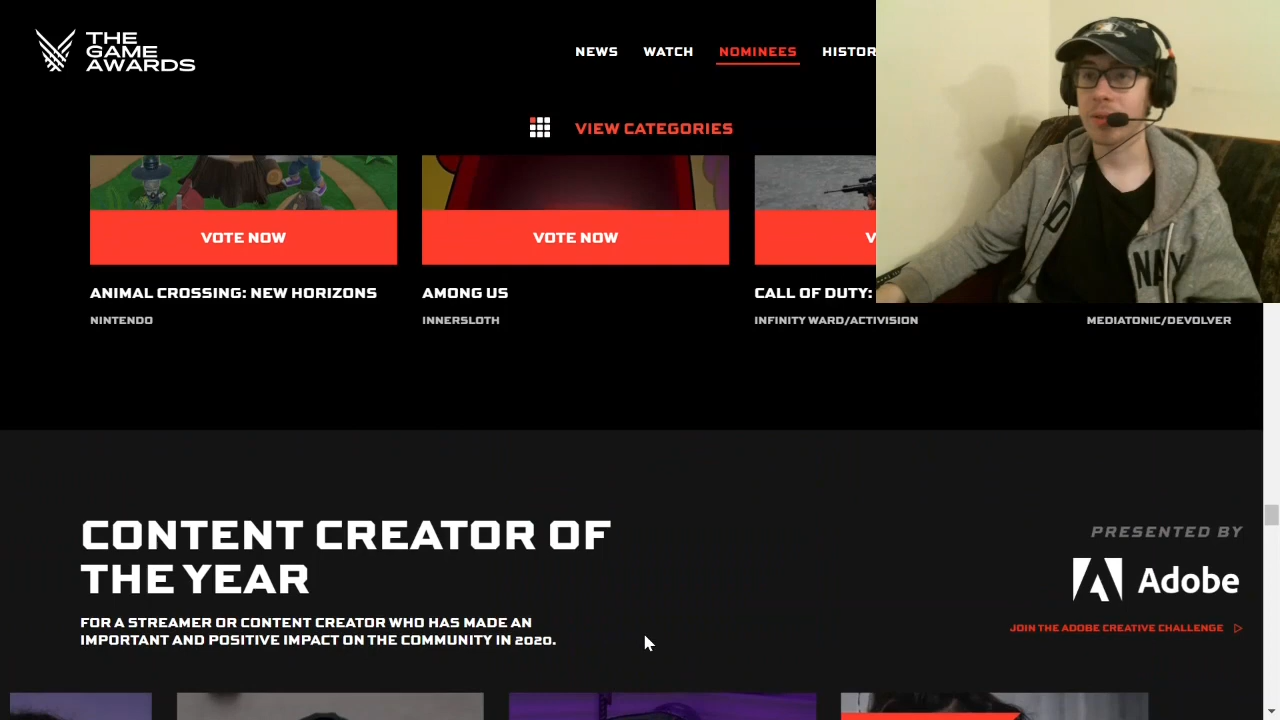 THE
GAME
AWARDS
NEWS WATCH NOMINEES HISTOR
VIEW CATEGORIES
VOTE NOW VOTE NOW V
ANIMAL CROSSING: NEW HORIZONS AMONG US CALL OF DUTY:
NINTENDO INNERSLOTH INFINITY WARD/ACTIVISION MEDIATONIC/DEVOLVER
NAVY
CONTENT CREATOR OF
THE YEAR
FOR A STREAMER OR CONTENT CREATOR WHO HAS MADE AN
IMPORTANT AND POSITIVE IMPACT ON THE COMMUNITY IN 2020.
PRESENTED BY
Adobe
JOIN THE ADOBE CREATIVE CHALLENGE